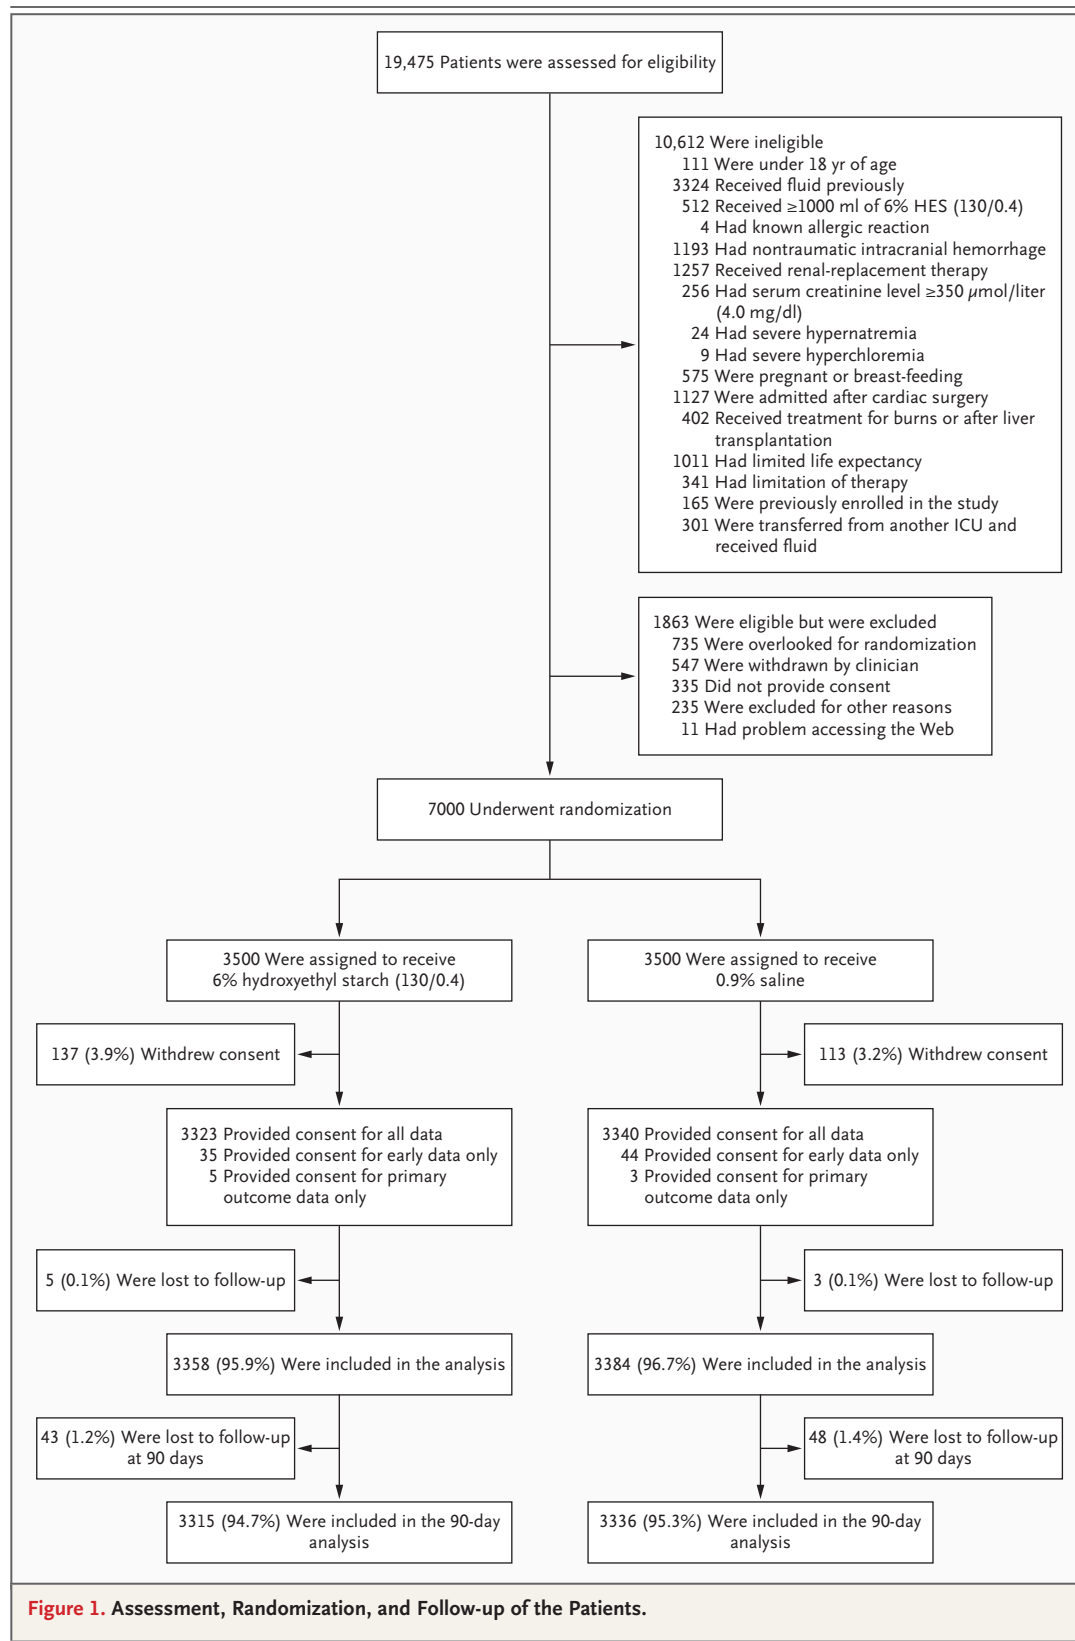 19,475 Patients were assessed for eligibility
10,612 Were ineligible
111 Were under 18 yr of age
3324 Received fluid previously
512 Received ≥1000 ml of 6% HES (130/0.4)
4 Had known allergic reaction
1193 Had nontraumatic intracranial hemorrhage
1257 Received renal-replacement therapy
256 Had serum creatinine level ≥350 µmol/liter
(4.0 mg/dl)
24 Had severe hypernatremia
9 Had severe hyperchloremia
575 Were pregnant or breast-feeding
1127 Were admitted after cardiac surgery
402 Received treatment for burns or after liver
transplantation
1011 Had limited life expectancy
341 Had limitation of therapy
165 Were previously enrolled in the study
301 Were transferred from another ICU and
received fluid
1863 Were eligible but were excluded
735 Were overlooked for randomization
547 Were withdrawn by clinician
335 Did not provide consent
235 Were excluded for other reasons
11 Had problem accessing the Web
7000 Underwent randomization
3500 Were assigned to receive
6% hydroxyethyl starch (130/0.4)
3500 Were assigned to receive
0.9% saline
137 (3.9%) Withdrew consent
113 (3.2%) Withdrew consent
3323 Provided consent for all data
35 Provided consent for early data only
5 Provided consent for primary
outcome data only
3340 Provided consent for all data
44 Provided consent for early data only
3 Provided consent for primary
outcome data only
5 (0.1%) Were lost to follow-up
3 (0.1%) Were lost to follow-up
3358 (95.9%) Were included in the analysis
3384 (96.7%) Were included in the analysis
43 (1.2%) Were lost to follow-up
at 90 days
48 (1.4%) Were lost to follow-up
at 90 days
3315 (94.7%) Were included in the 90-day
analysis
3336 (95.3%) Were included in the 90-day
analysis
Figure 1. Assessment, Randomization, and Follow-up of the Patients.